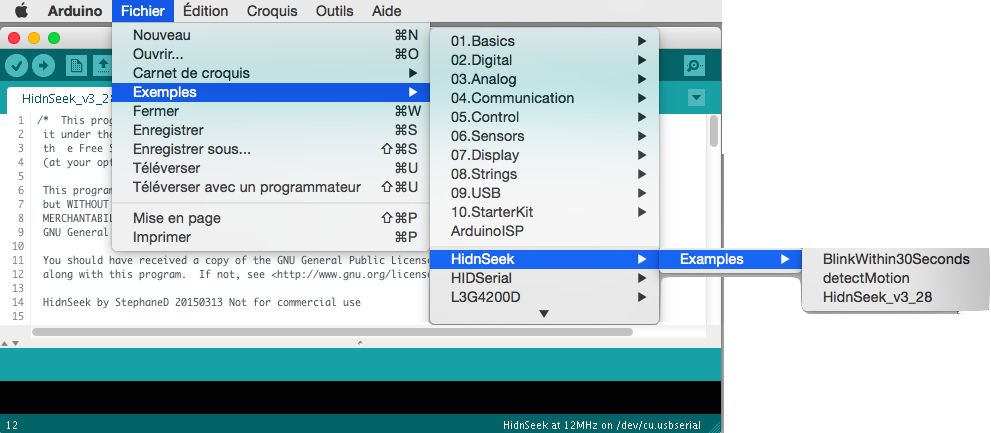 Arduino Fichier Édition Croquis Outils Aide
Nouveau ⌘N
Ouvrir... ⌘O
Carnet de croquis
Exemples
Fermer ⌘W
Enregistrer ⌘S
Enregistrer sous... ⇧⌘S
Téléverser ⌘U
Téléverser avec un programmateur ⇧⌘U
Mise en page ⇧⌘P
Imprimer ⌘P
01.Basics
02.Digital
03.Analog
04.Communication
05.Control
06.Sensors
07.Display
08.Strings
09.USB
10.StarterKit
ArduinoISP
HidnSeek
HIDSerial
L3G4200D
Examples
BlinkWithin30Seconds
detectMotion
HidnSeek_v3_28
HidnSeek_v3_2
1 /* This prog
2 it under the
3 th e Free S
4 (at your opt
5
6 This program
7 but WITHOUT
8 MERCHANTABIL
9 GNU General
10
11 You should have received a copy of the GNU General Public Licens
12 along with this program. If not, see <http://www.gnu.org/license
13
14 HidnSeek by StephaneD 20150313 Not for commercial use
15
12 HidnSeek at 12MHz on /dev/cu.usbserial